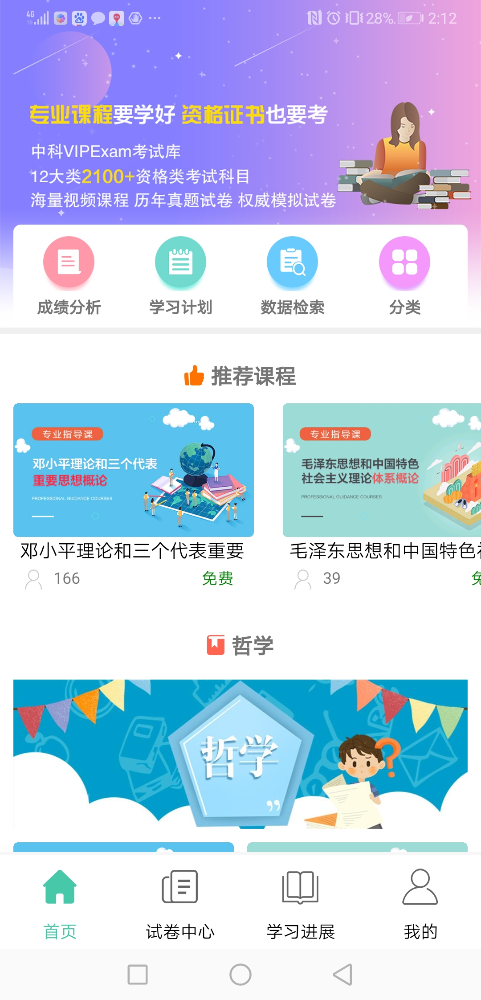 4G
28%
2:12
专业课程要学好 资格证书也要考
中科VIPExam考试库
12大类2100+资格类考试科目
海量视频课程 历年真题试卷 权威模拟试卷
成绩分析
学习计划
数据检索
分类
推荐课程
专业指导课
邓小平理论和三个代表
重要思想概论
PROFESSIONAL GUIDANCE COURSES
专业指导课
毛泽东思想和中国特色
社会主义理论体系概论
PROFESSIONAL GUIDANCE COURSES
邓小平理论和三个代表重要
166
免费
毛泽东思想和中国特色
39
免
哲学
哲学
首页
试卷中心
学习进展
我的